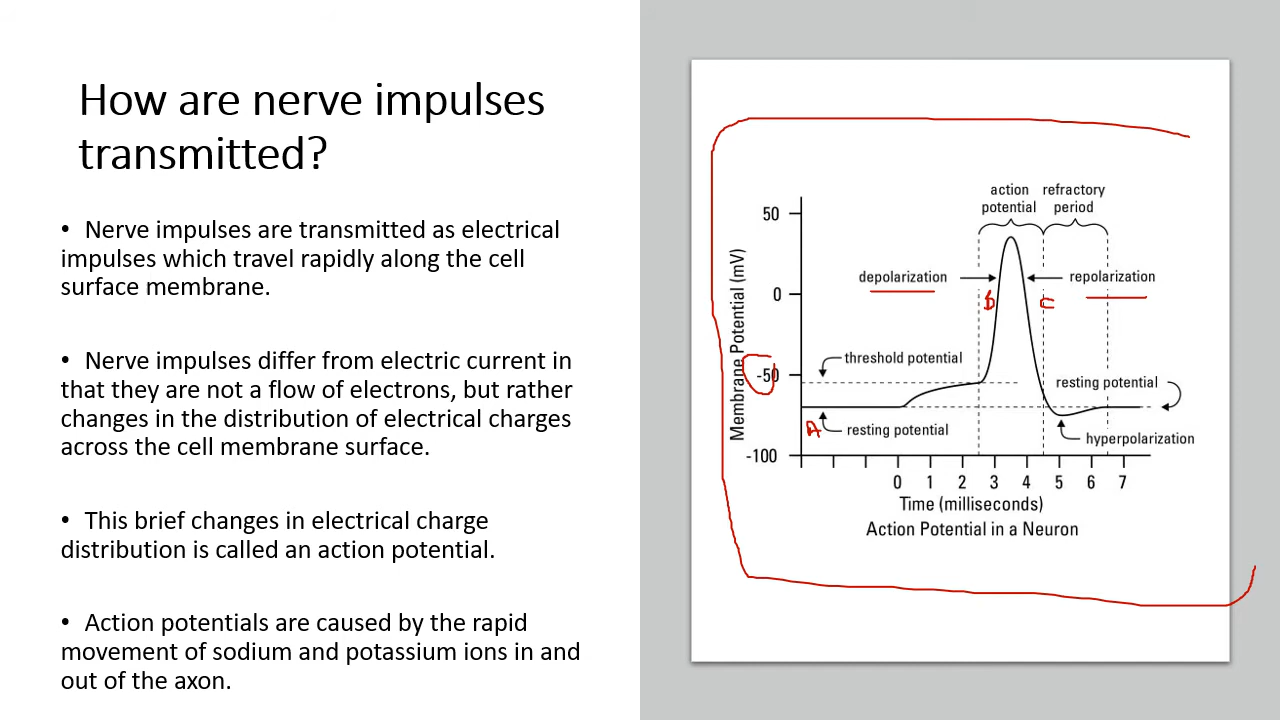 How are nerve impulses
transmitted?
• Nerve impulses are transmitted as electrical
impulses which travel rapidly along the cell
surface membrane.
• Nerve impulses differ from electric current in
that they are not a flow of electrons, but rather
changes in the distribution of electrical charges
across the cell membrane surface.
• This brief changes in electrical charge
distribution is called an action potential.
• Action potentials are caused by the rapid
movement of sodium and potassium ions in and
out of the axon.
action
potential
refractory
period
50
depolarization
repolarization
0
B
C
Membrane Potential (mV)
threshold potential
-50
resting potential
A
resting potential
hyperpolarization
-100
0 1 2 3 4 5 6 7
Time (milliseconds)
Action Potential in a Neuron